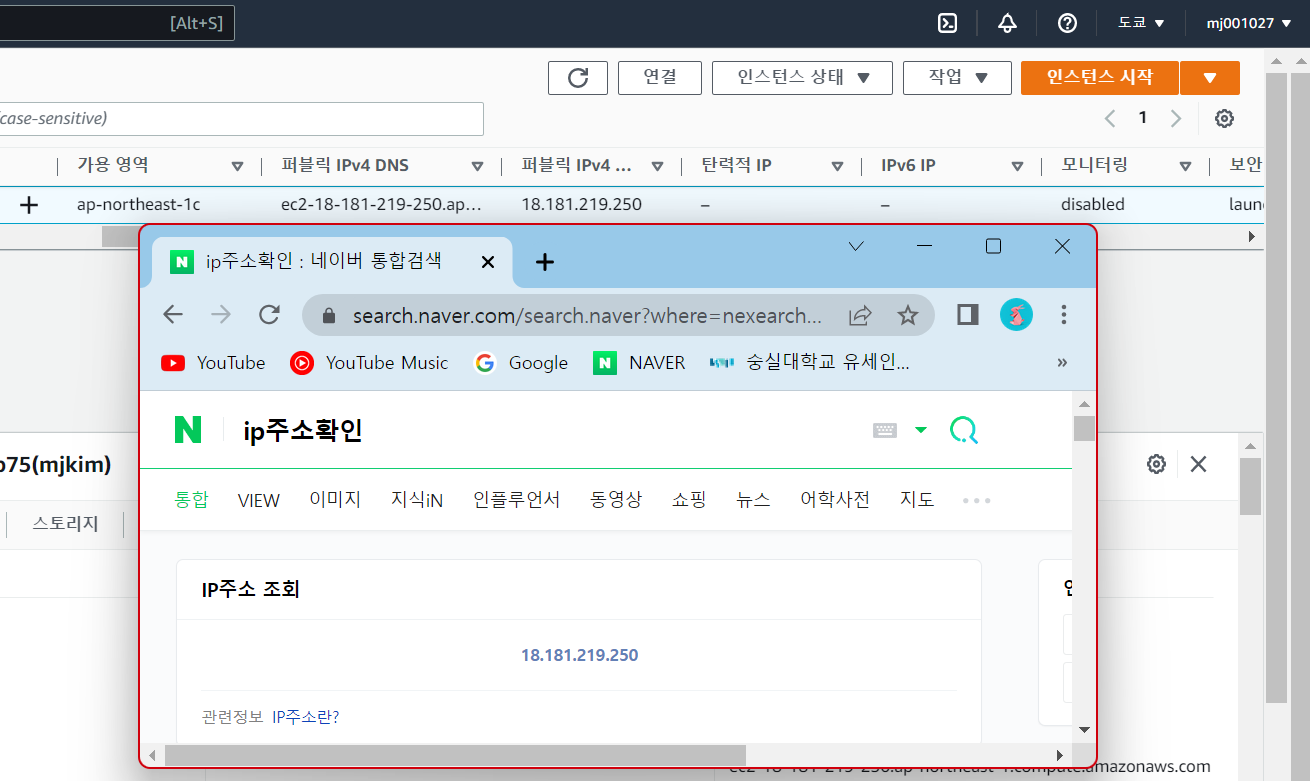 [Alt+S] 도쿄 ▼ mj001027 ▼
연결 인스턴스 상태 ▼ 작업 ▼ 인스턴스 시작 ▼
case-sensitive) 1
가용 영역 퍼블릭 IPv4 DNS 퍼블릭 IPv4 ... 탄력적 IP IPv6 IP 모니터링 보안
ap-northeast-1c ec2-18-181-219-250.ap... 18.181.219.250 – – disabled laun
ip주소확인 : 네이버 통합검색
search.naver.com/search.naver?where=nexearch...
YouTube YouTube Music Google NAVER 숭실대학교 유세인... »
N ip주소확인
통합 VIEW 이미지 지식iN 인플루언서 동영상 쇼핑 뉴스 어학사전 지도
75(mjkim)
스토리지
IP주소 조회
18.181.219.250
관련정보 IP주소란?
ec2-18-181-219-250.ap-northeast-1.compute.amazonaws.com